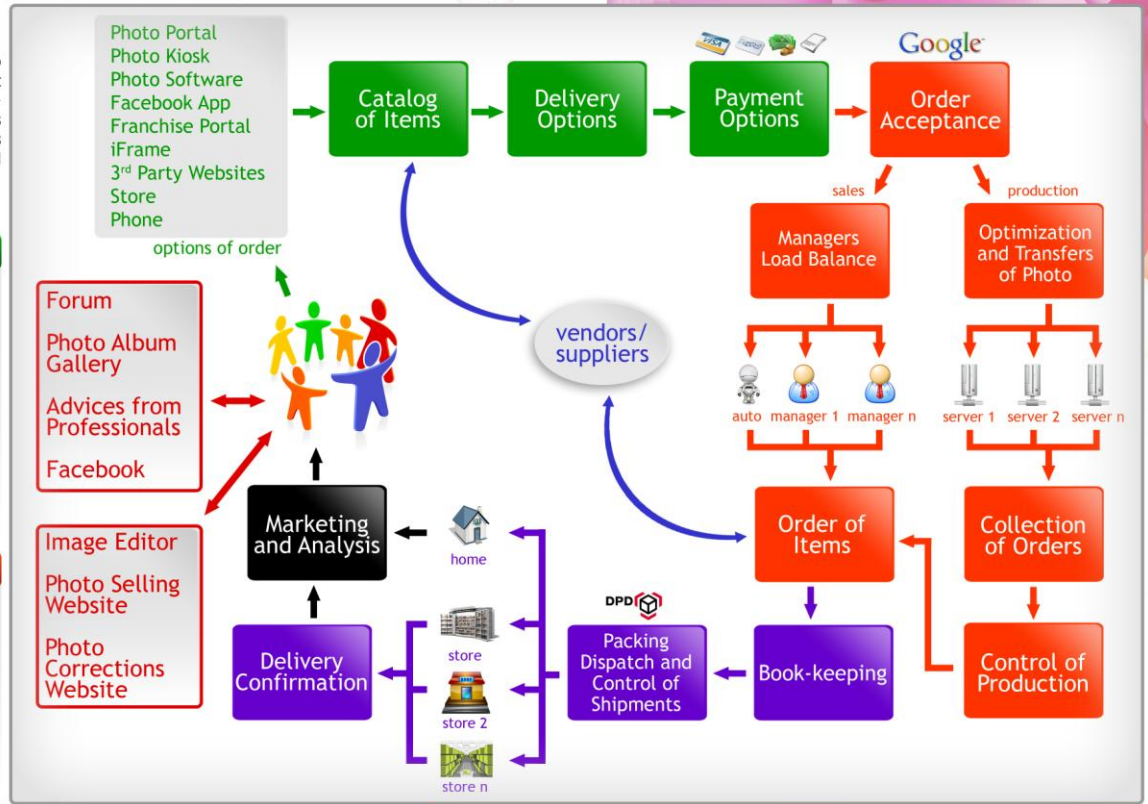 Photo Portal
Photo Kiosk
Photo Software
Facebook App
Franchise Portal
iFrame
3rd Party Websites
Store
Phone
options of order
Catalog
of Items
Delivery
Options
VISA
Payment
Options
Google
Order
Acceptance
sales
production
Managers
Load Balance
Optimization
and Transfers
of Photo
auto
manager 1
manager n
server 1
server 2
server n
vendors/
suppliers
Forum
Photo Album
Gallery
Advices from
Professionals
Facebook
Image Editor
Photo Selling
Website
Photo
Corrections
Website
Marketing
and Analysis
home
Order of
Items
Collection
of Orders
Delivery
Confirmation
store
store 2
store n
DPD
Packing
Dispatch and
Control of
Shipments
Book-keeping
Control of
Production